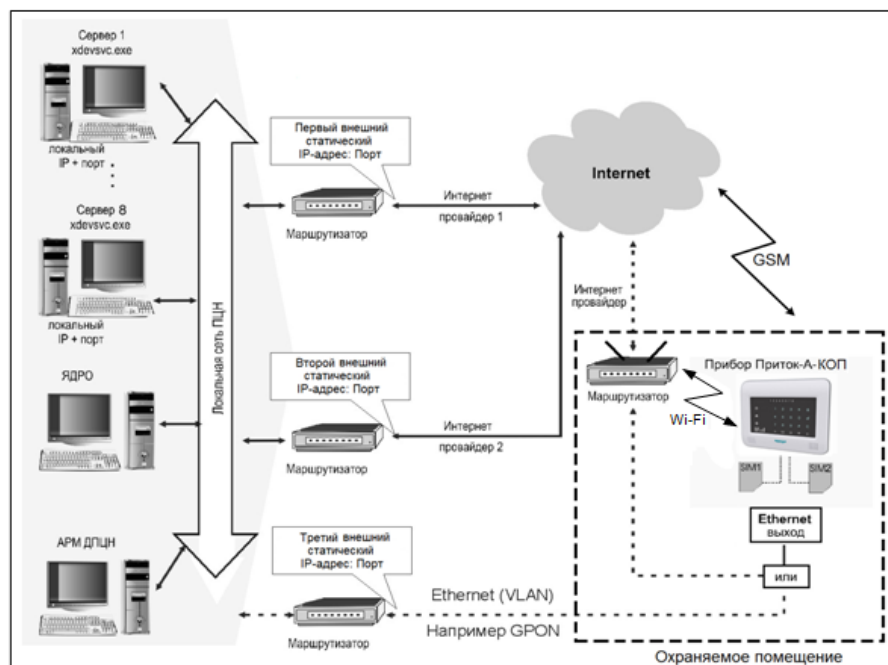 Сервер 1
xdevsvc.exe
локальный
IP + порт
Сервер 8
xdevsvc.exe
локальный
IP + порт
ЯДРО
АРМ ДПЦН
Локальная сеть ПЦН
Первый внешний
статический
IP-адрес: Порт
Маршрутизатор
Интернет
провайдер 1
Второй внешний
статический
IP-адрес: Порт
Маршрутизатор
Интернет
провайдер 2
Третий внешний
статический
IP-адрес: Порт
Маршрутизатор
Ethernet (VLAN)
Например GPON
Internet
GSM
Интернет
провайдер
Маршрутизатор
Wi-Fi
Прибор Приток-А-КОП
SIM1
SIM2
Ethernet
выход
или
Охраняемое помещение